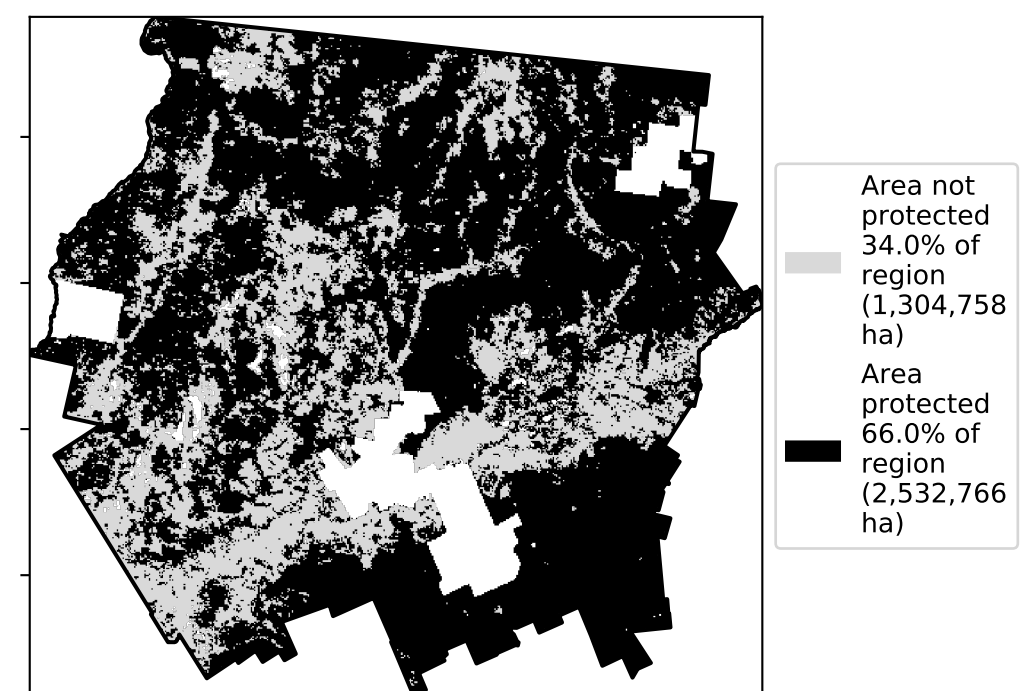 Area not
protected
34.0% of
region
(1,304,758
ha)
Area
protected
66.0% of
region
(2,532,766
ha)